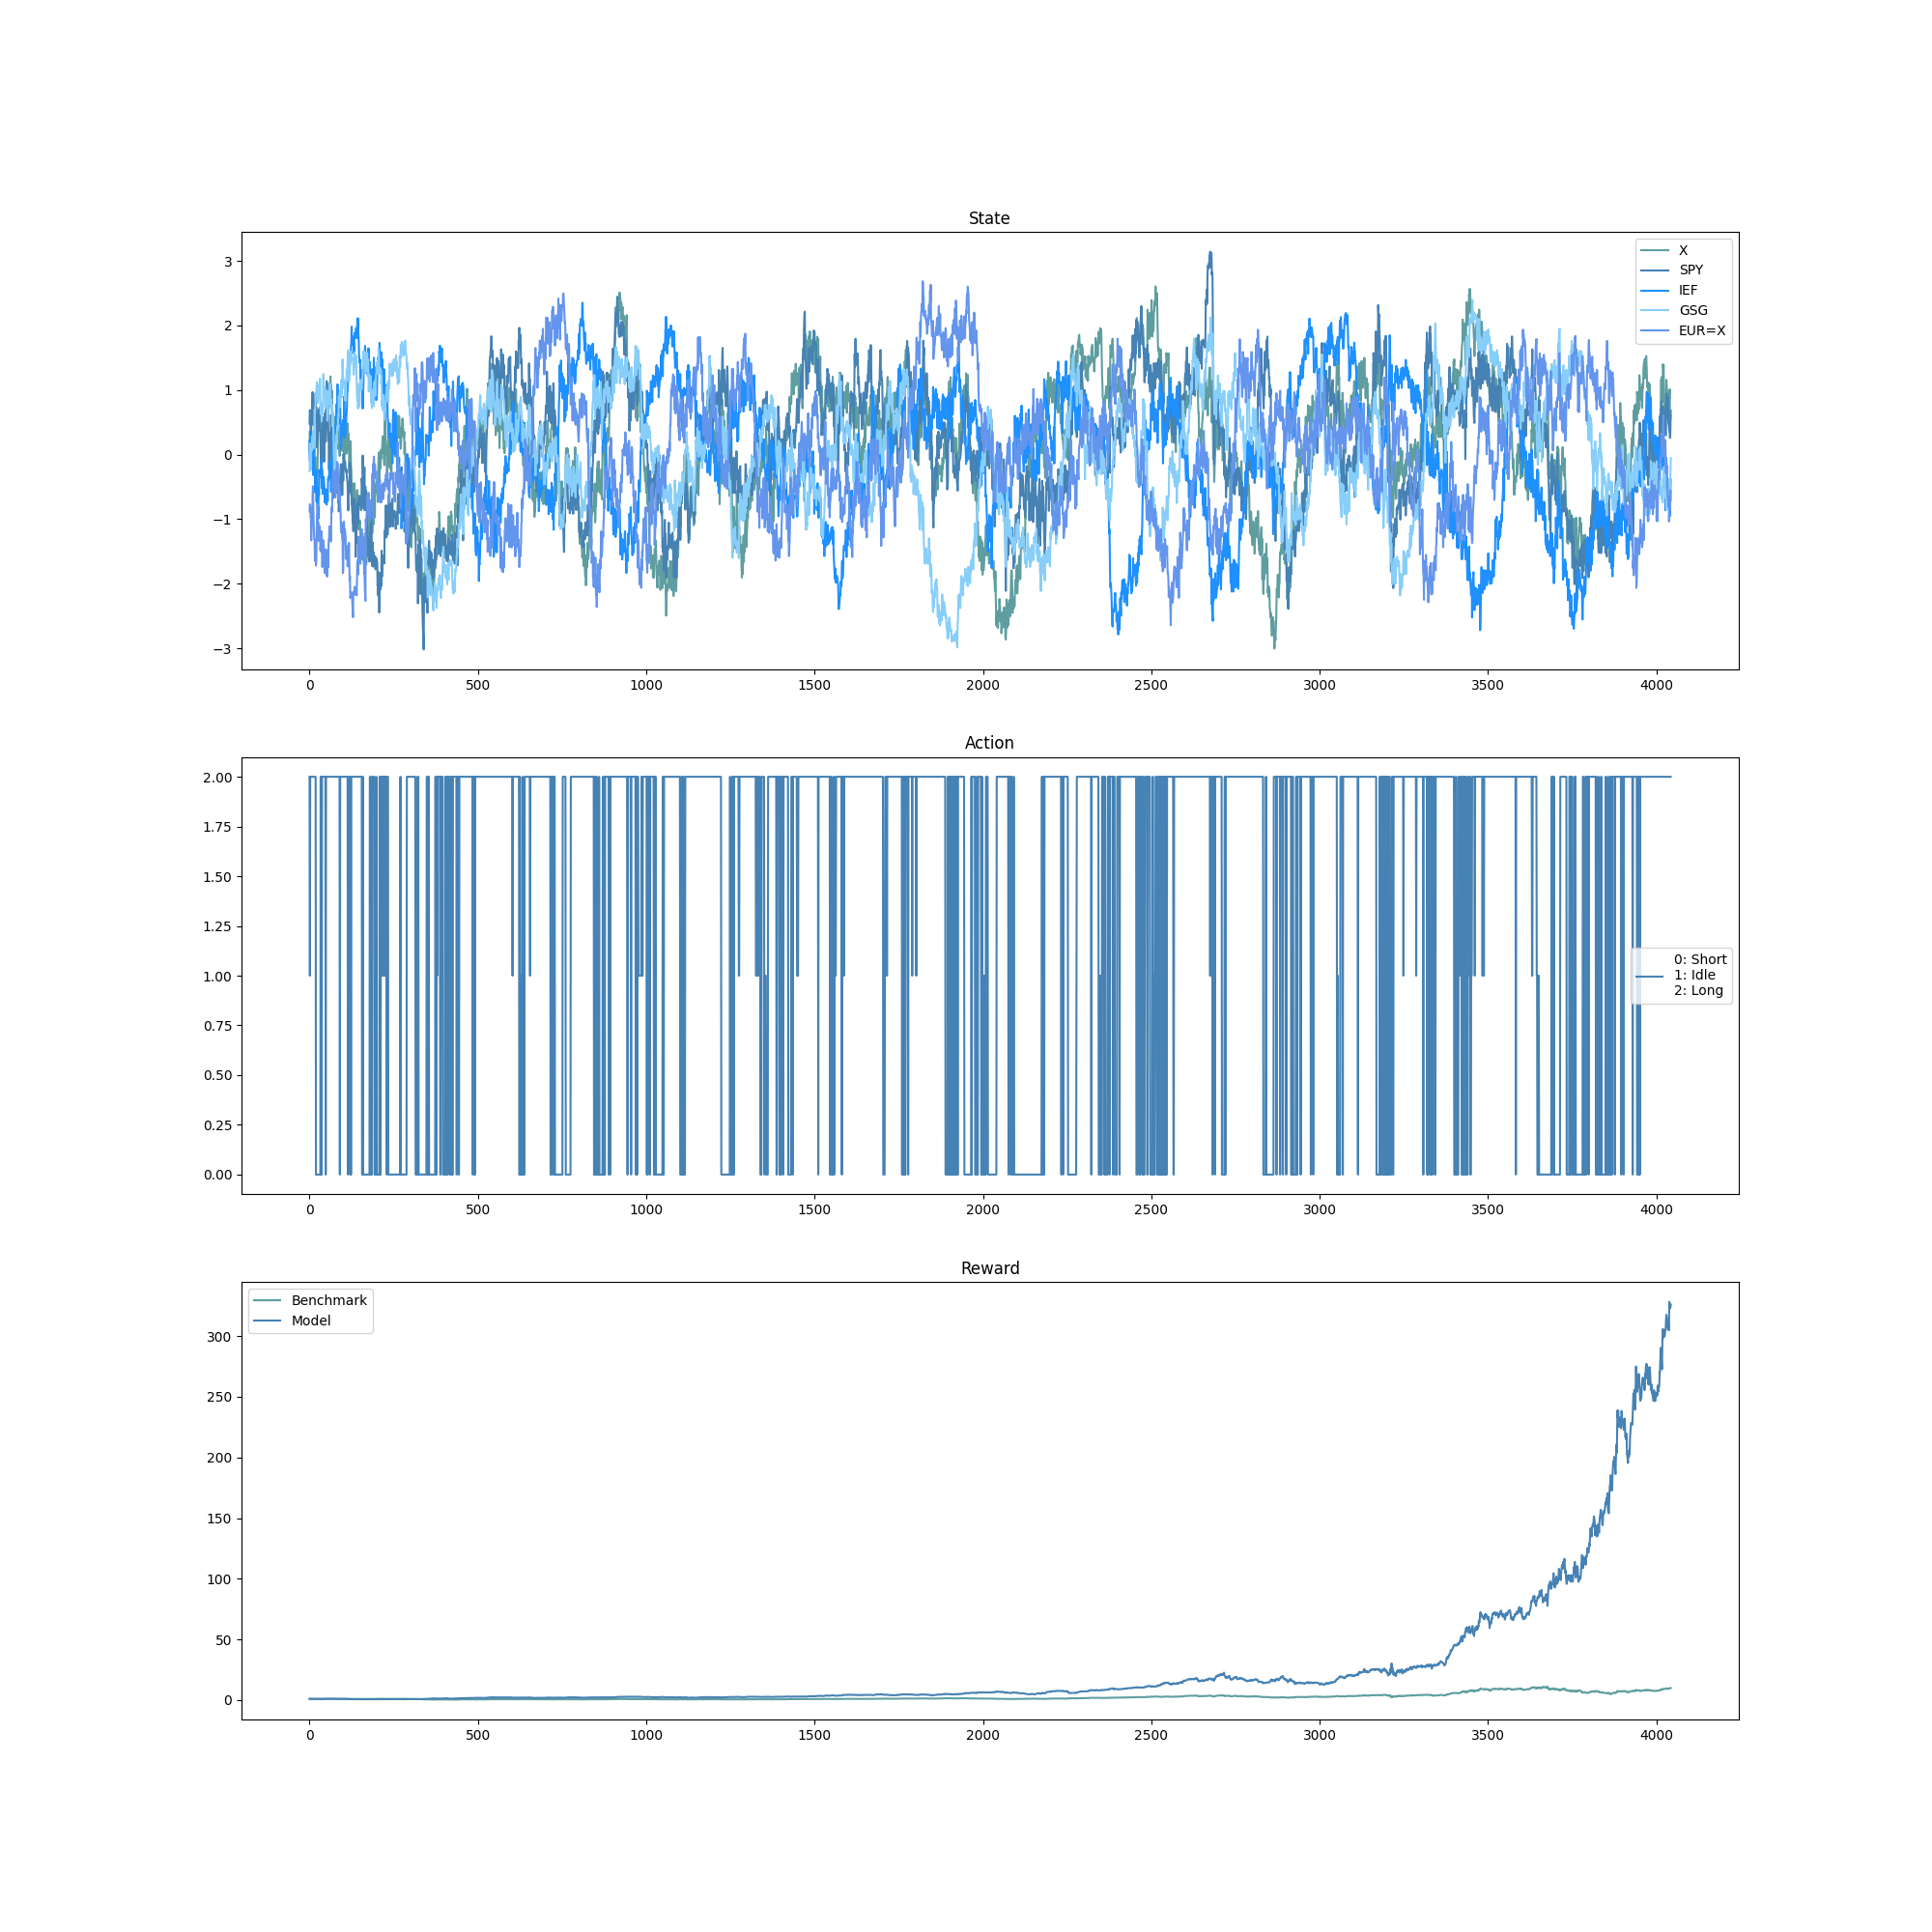 State
3
2
1
0
−1
−2
−3
X
SPY
IEF
GSG
EUR=X
0 500 1000 1500 2000 2500 3000 3500 4000
Action
2.00
1.75
1.50
1.25
1.00
0.75
0.50
0.25
0.00
0: Short
1: Idle
2: Long
0 500 1000 1500 2000 2500 3000 3500 4000
Reward
Benchmark
Model
300
250
200
150
100
50
0
0 500 1000 1500 2000 2500 3000 3500 4000